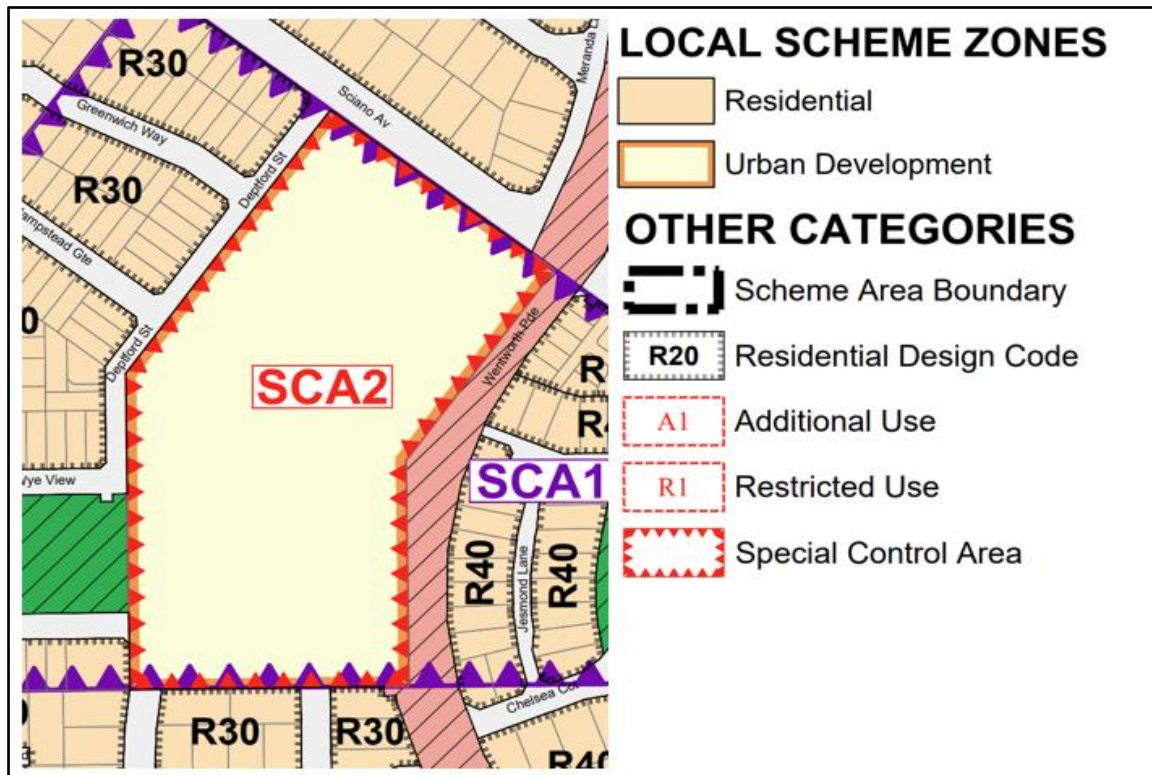 R30
Sciano Av
Greenwich Way
Deptford St
R30
SCA2
Deptford St
Wentworth Pde
SCA1
R40
Jesmond Lane
R40
Chelsea
R30
R30
LOCAL SCHEME ZONES
Residential
Urban Development
OTHER CATEGORIES
Scheme Area Boundary
R20 Residential Design Code
A1 Additional Use
R1 Restricted Use
Special Control Area